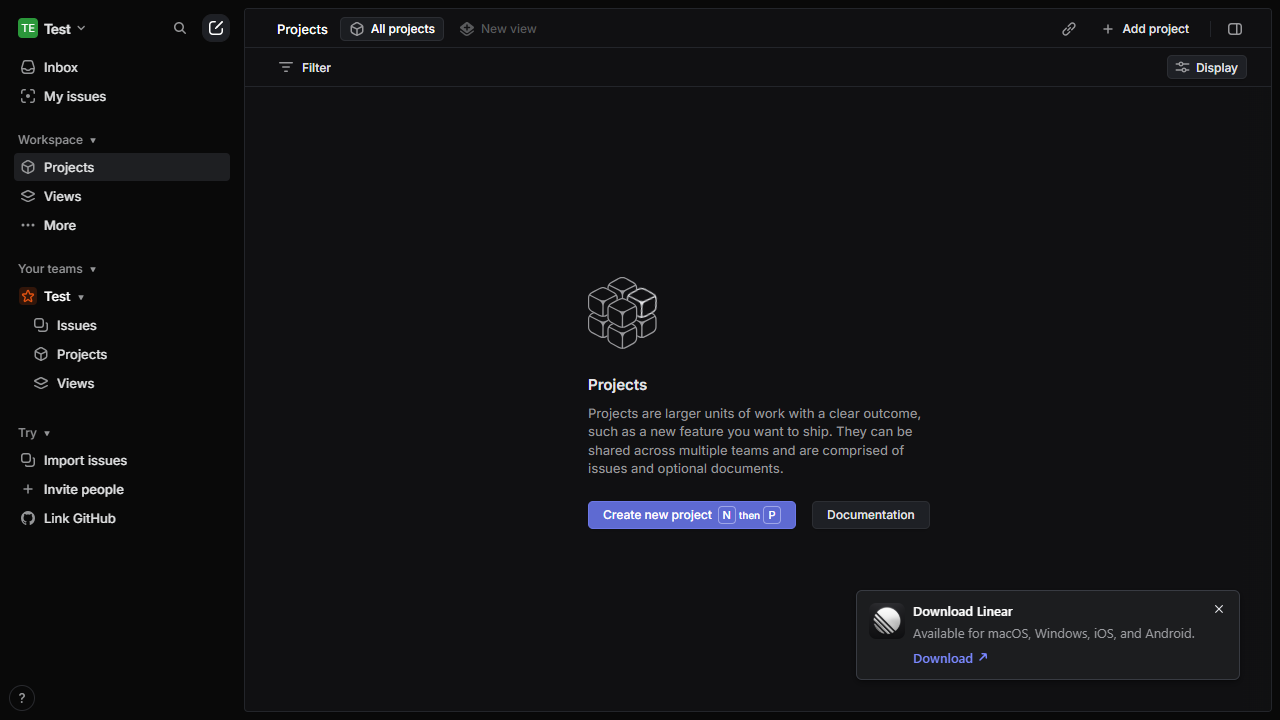 TE Test
Inbox
My issues
Workspace
Projects
Views
More
Your teams
Test
Issues
Projects
Views
Try
Import issues
Invite people
Link GitHub
?
Projects All projects New view Add project
Filter Display
Projects
Projects are larger units of work with a clear outcome,
such as a new feature you want to ship. They can be
shared across multiple teams and are comprised of
issues and optional documents.
Create new project N then P Documentation
Download Linear
Available for macOS, Windows, iOS, and Android.
Download